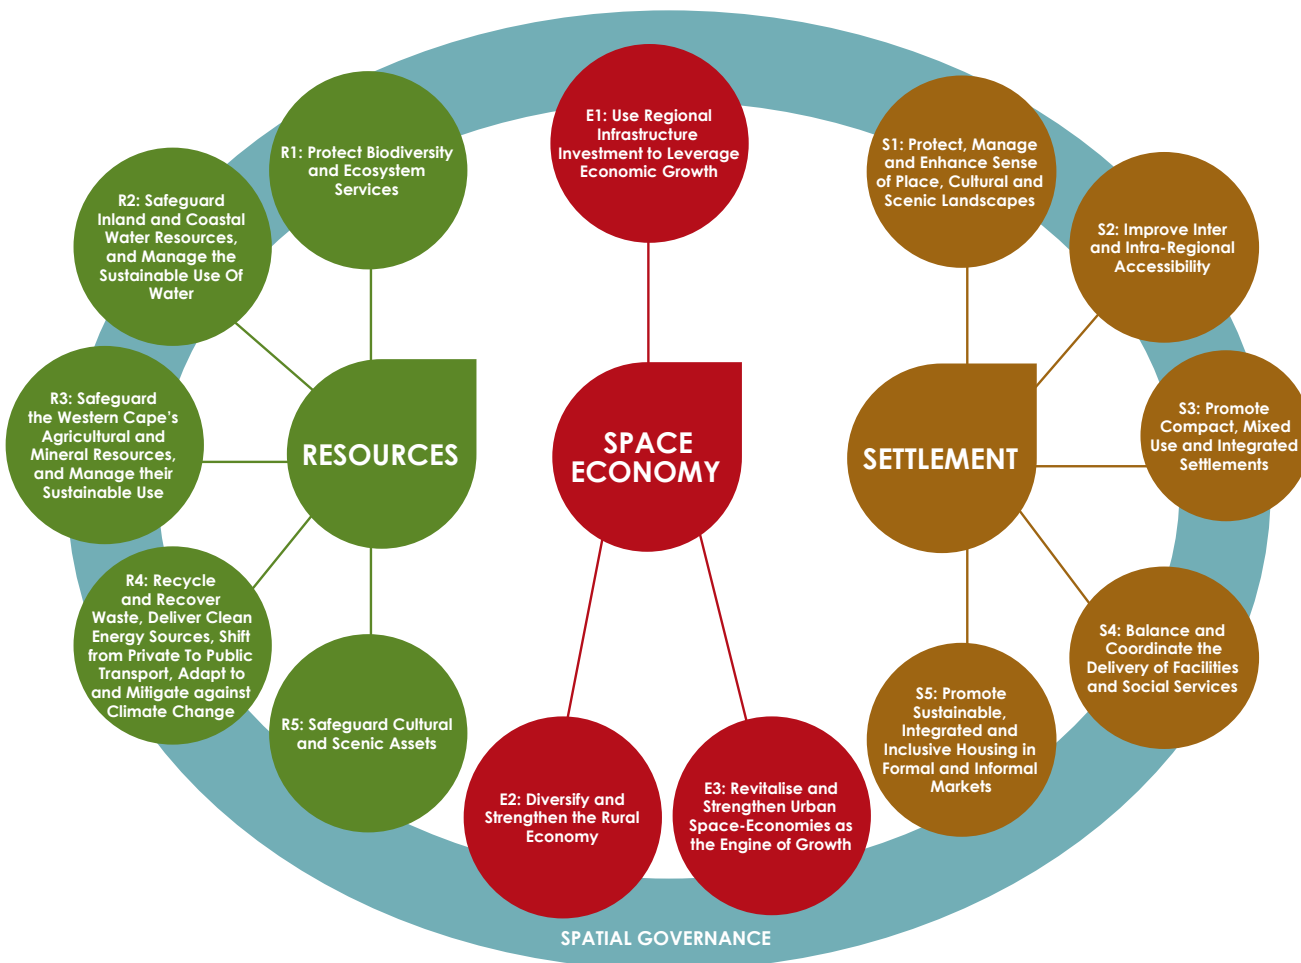 E1: Use Regional
Infrastructure
Investment to Leverage
Economic Growth
R1: Protect Biodiversity
and Ecosystem
Services
S1: Protect, Manage
and Enhance Sense
of Place, Cultural and
Scenic Landscapes
R2: Safeguard
Inland and Coastal
Water Resources,
and Manage the
Sustainable Use Of
Water
S2: Improve Inter
and Intra-Regional
Accessibility
R3: Safeguard
the Western Cape's
Agricultural and
Mineral Resources,
and Manage their
Sustainable Use
RESOURCES
SPACE
ECONOMY
SETTLEMENT
S3: Promote
Compact, Mixed
Use and Integrated
Settlements
R4: Recycle
and Recover
Waste, Deliver Clean
Energy Sources, Shift
from Private To Public
Transport, Adapt to
and Mitigate against
Climate Change
S4: Balance and
Coordinate the
Delivery of Facilities
and Social Services
R5: Safeguard Cultural
and Scenic Assets
S5: Promote
Sustainable,
Integrated and
Inclusive Housing in
Formal and Informal
Markets
E2: Diversify and
Strengthen the Rural
Economy
E3: Revitalise and
Strengthen Urban
Space-Economies as
the Engine of Growth
SPATIAL GOVERNANCE